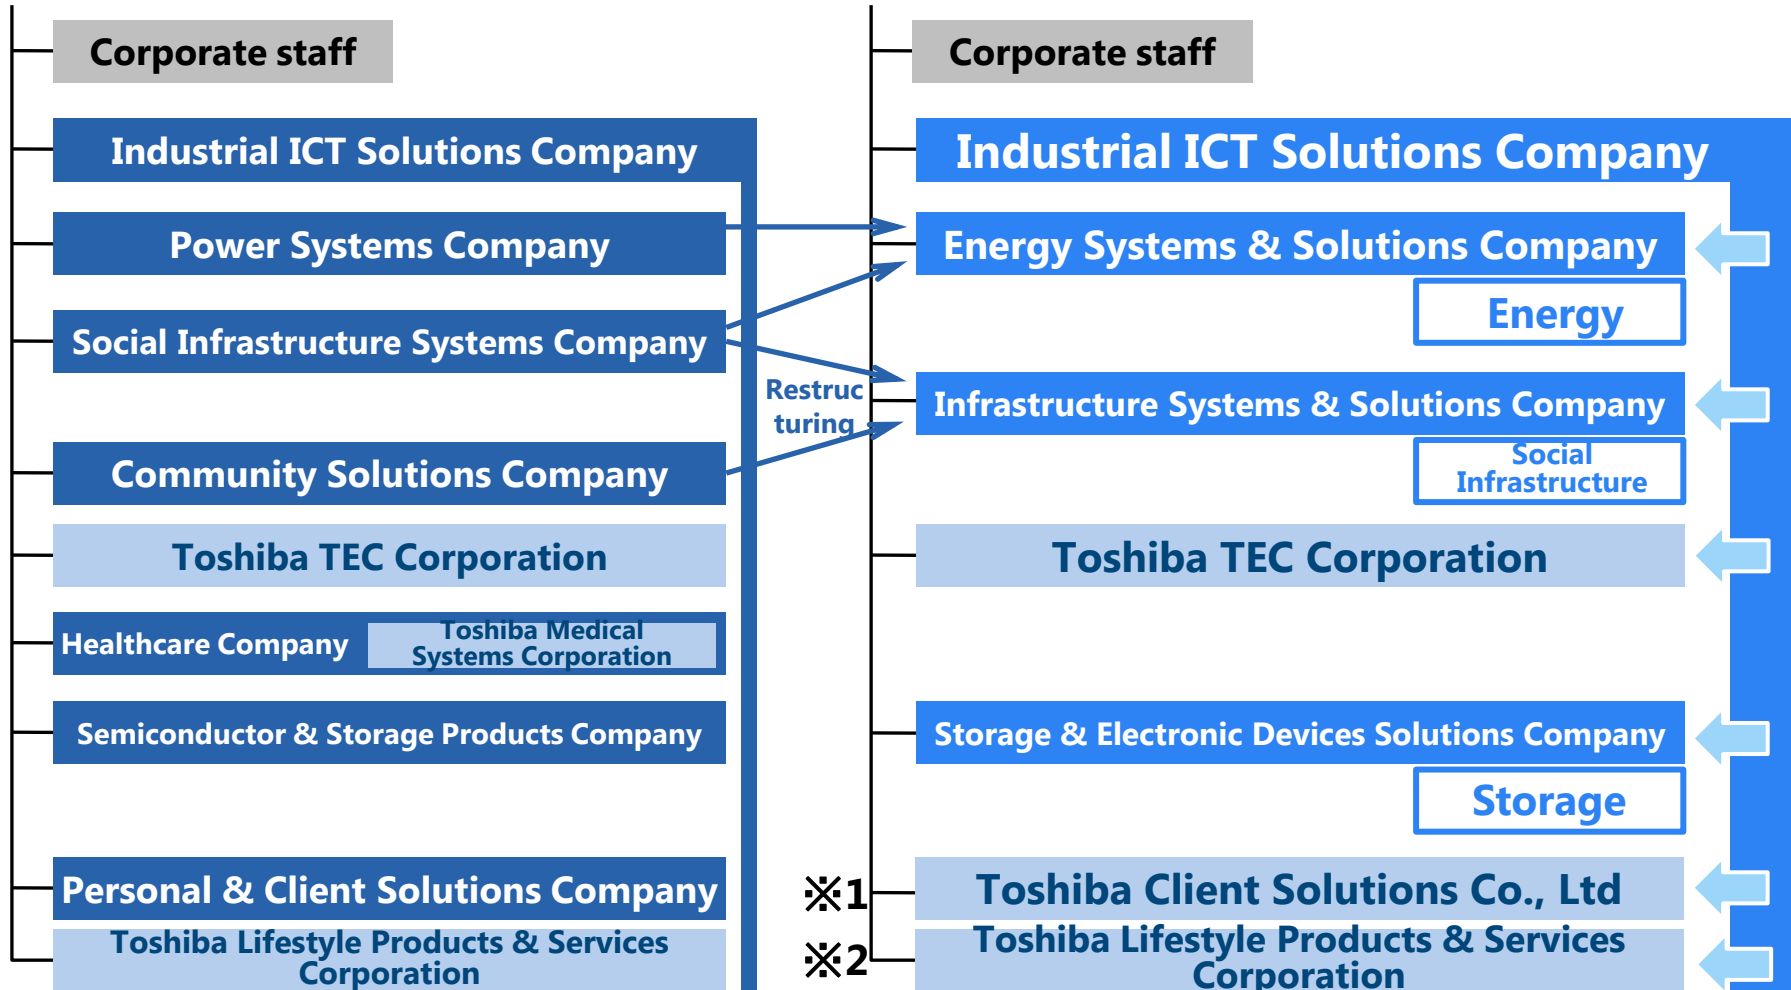 Corporate staff
Industrial ICT Solutions Company
Power Systems Company
Social Infrastructure Systems Company
Community Solutions Company
Toshiba TEC Corporation
Healthcare Company
Toshiba Medical
Systems Corporation
Semiconductor & Storage Products Company
Personal & Client Solutions Company
Toshiba Lifestyle Products & Services
Corporation
Restruc
turing
Corporate staff
Industrial ICT Solutions Company
Energy Systems & Solutions Company
Energy
Infrastructure Systems & Solutions Company
Social
Infrastructure
Toshiba TEC Corporation
Storage & Electronic Devices Solutions Company
Storage
※1
Toshiba Client Solutions Co., Ltd
※2
Toshiba Lifestyle Products & Services
Corporation